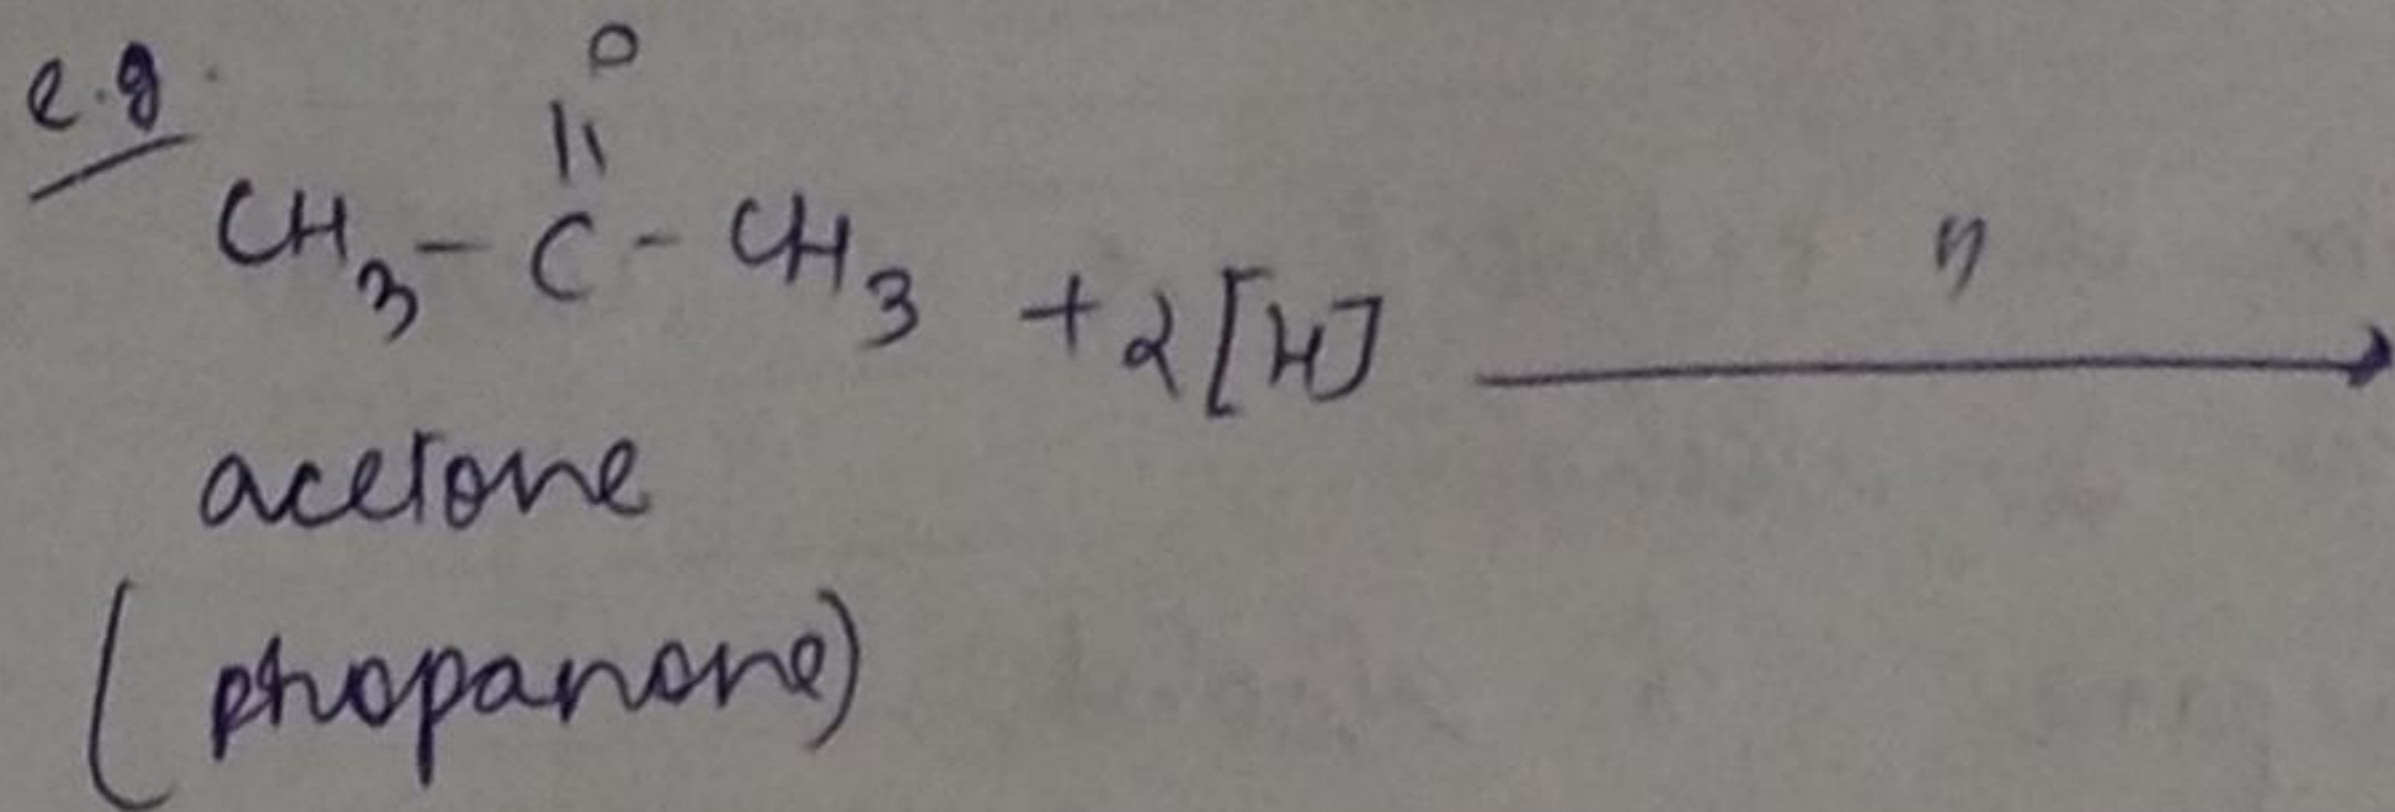 e.g.
O
||
CH3 - C - CH3 + 2[H] "
acetone
(propanone)